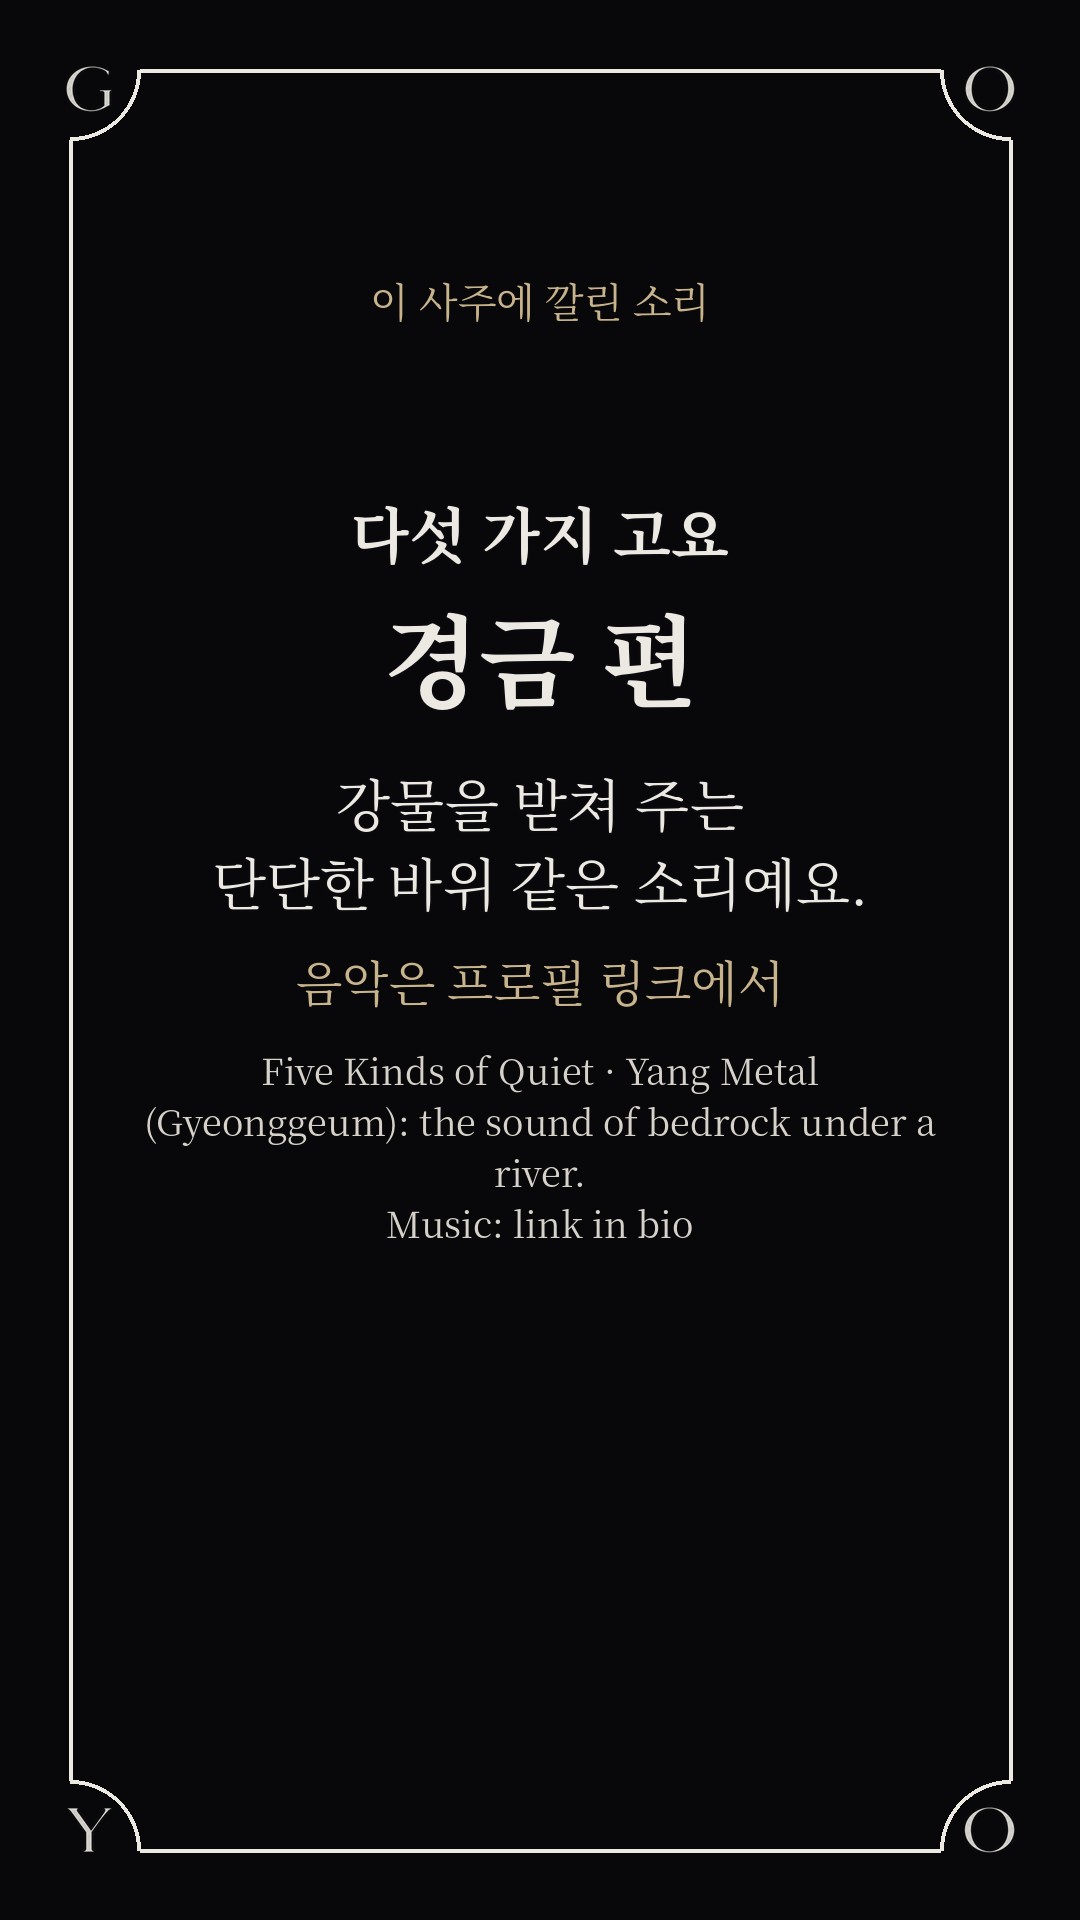 G O
이 사주에 깔린 소리
다섯 가지 고요
경금 편
강물을 받쳐 주는
단단한 바위 같은 소리예요.
음악은 프로필 링크에서
Five Kinds of Quiet · Yang Metal
(Gyeonggeum): the sound of bedrock under a
river.
Music: link in bio
Y O